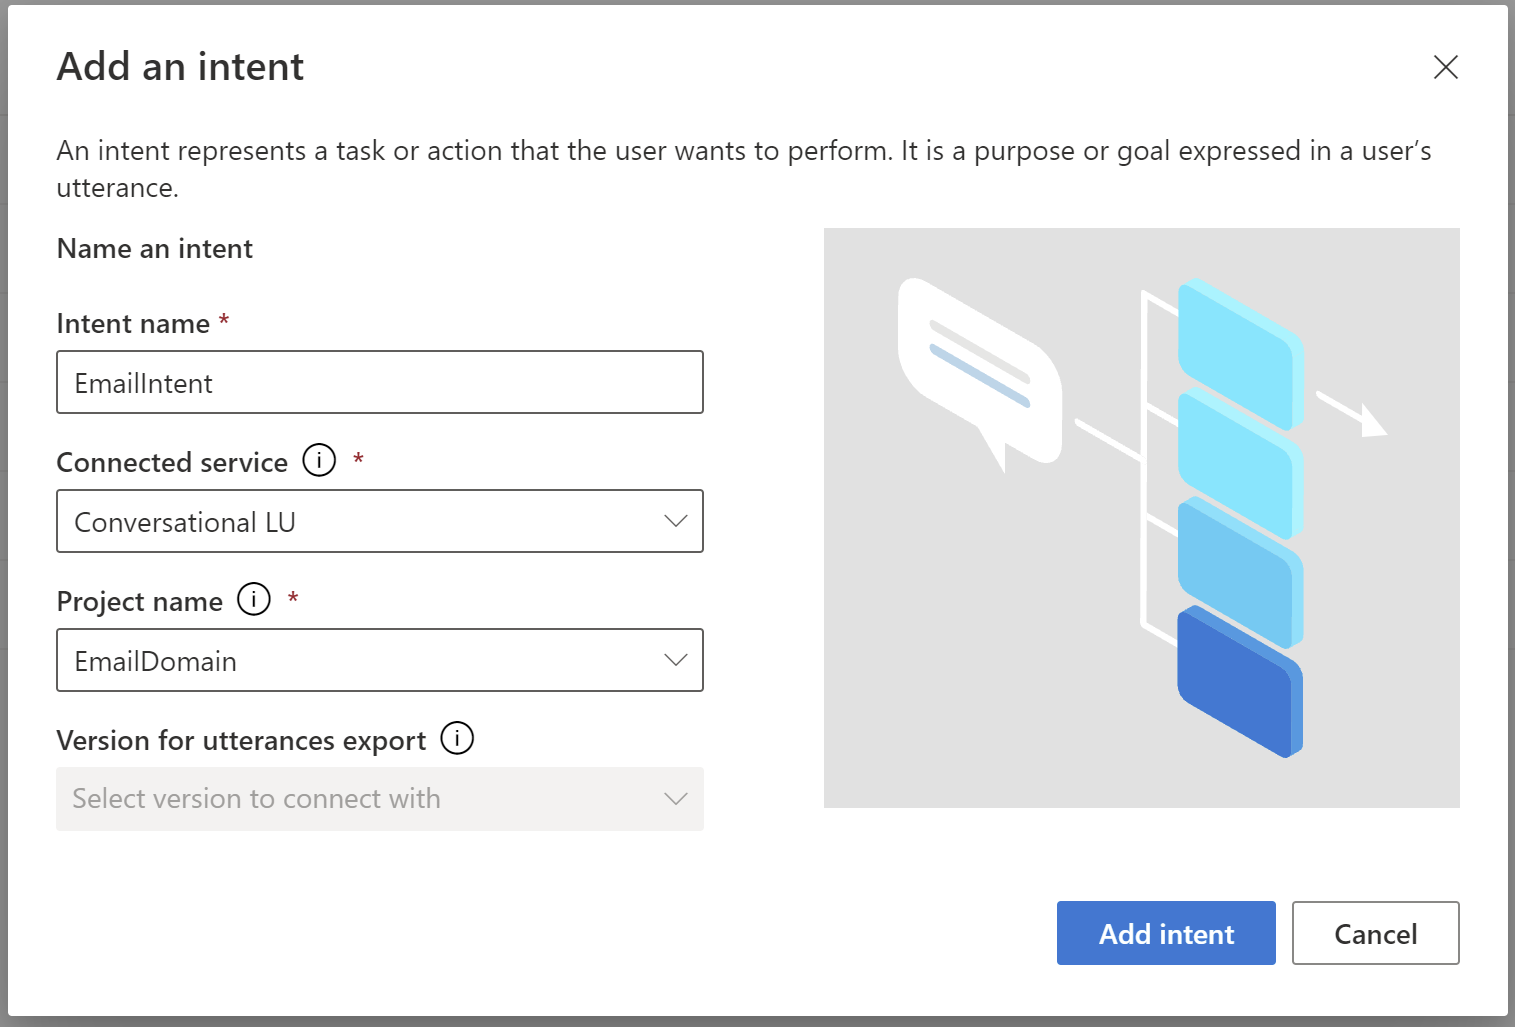 Add an intent
An intent represents a task or action that the user wants to perform. It is a purpose or goal expressed in a user’s
utterance.
Name an intent
Intent name *
EmailIntent
Connected service i *
Conversational LU
Project name i *
EmailDomain
Version for utterances export i
Select version to connect with
Add intent
Cancel